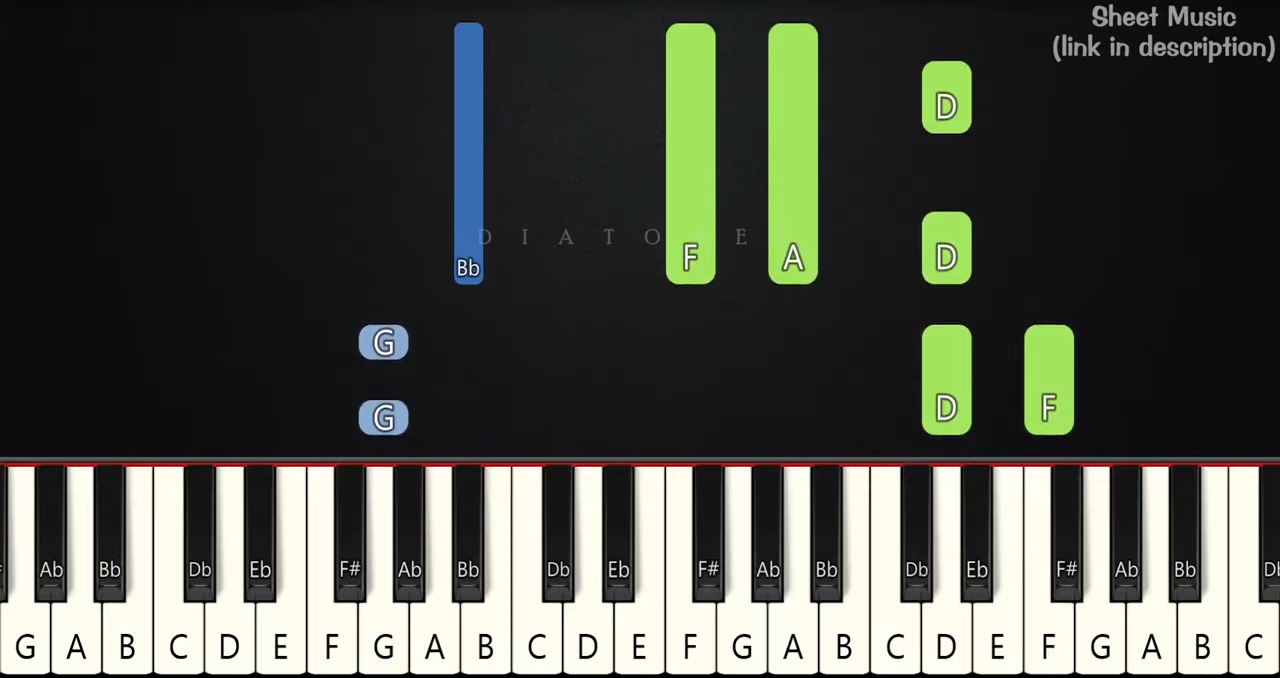 Sheet Music
(link in description)
D
D I A T O E
Bb F A D
G
G D F
Ab Bb Db Eb F# Ab Bb Db Eb F# Ab Bb Db Eb F# Ab Bb
G A B C D E F G A B C D E F G A B C D E F G A B C